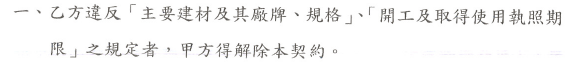 一、乙方違反「主要建材及其廠牌、規格」、「開工及取得使用執照期
限」之規定者，甲方得解除本契約。